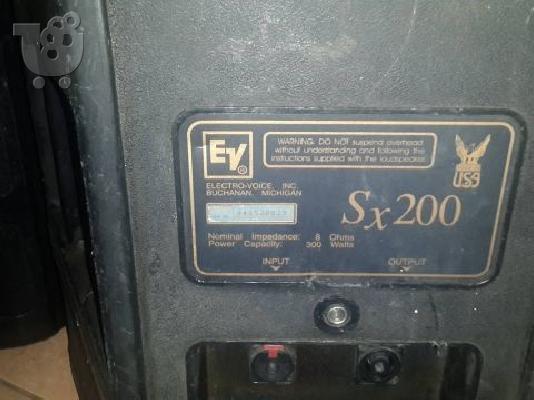 EV®
WARNING: DO NOT suspend overhead
without understanding and following the
instructions supplied with the loudspeaker.
ELECTRO-VOICE, INC.
BUCHANAN, MICHIGAN
Sx200
Nominal Impedance: 8 Ohms
Power Capacity: 300 Watts
INPUT
OUTPUT